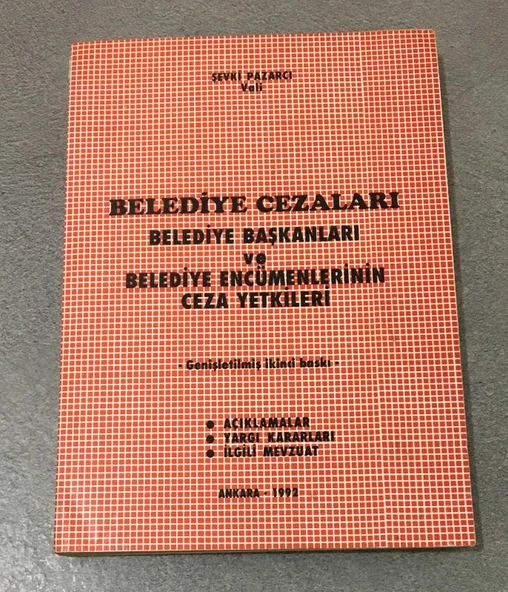 ŞEVKİ PAZARCI
Vali
BELEDİYE CEZALARI
BELEDİYE BAŞKANLARI
ve
BELEDİYE ENCÜMENLERİNİN
CEZA YETKİLERİ
- Genişletilmiş ikinci baskı -
● AÇIKLAMALAR
● YARGI KARARLARI
● İLGİLİ MEVZUAT
ANKARA - 1992